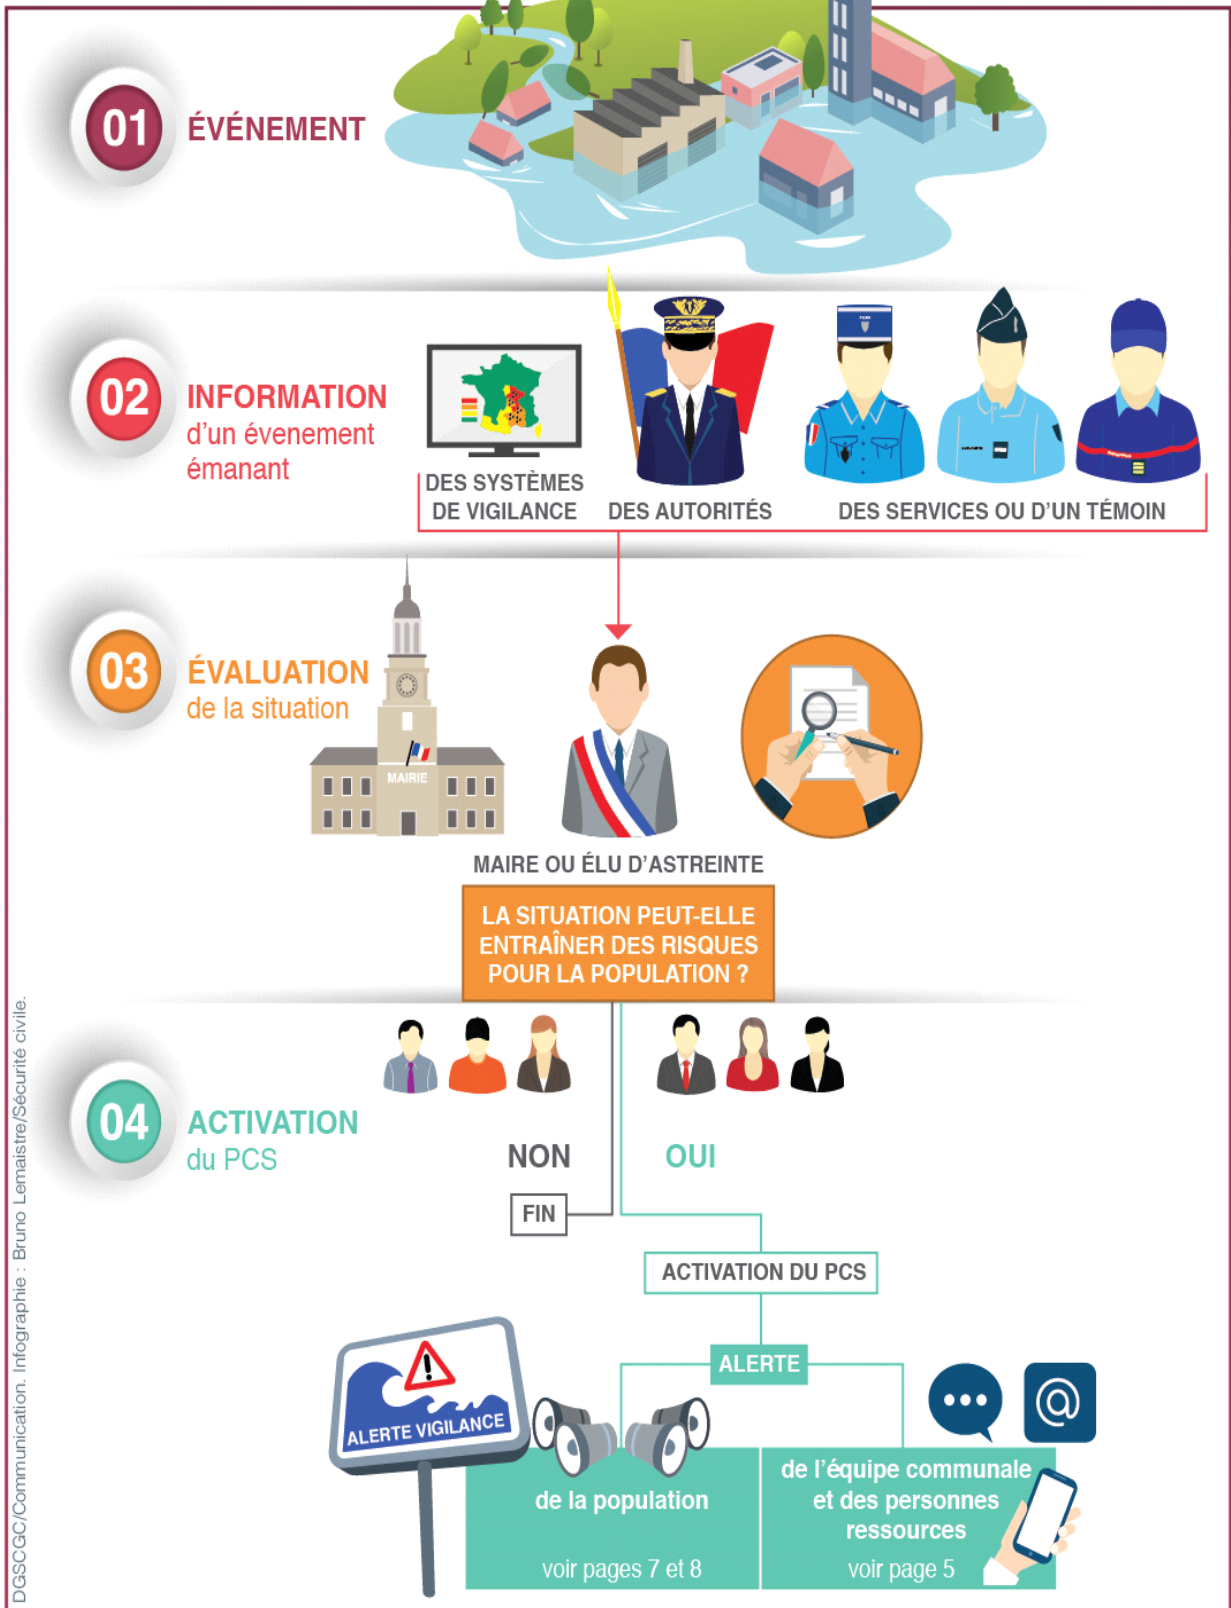 01
ÉVÉNEMENT
02
INFORMATION
d'un évenement
émanant
DES SYSTÈMES
DE VIGILANCE
DES AUTORITÉS
DES SERVICES OU D'UN TÉMOIN
03
ÉVALUATION
de la situation
MAIRIE
MAIRE OU ÉLU D'ASTREINTE
LA SITUATION PEUT-ELLE
ENTRAÎNER DES RISQUES
POUR LA POPULATION ?
04
ACTIVATION
du PCS
NON
OUI
FIN
ACTIVATION DU PCS
ALERTE
ALERTE VIGILANCE
de la population
voir pages 7 et 8
de l'équipe communale
et des personnes
ressources
voir page 5
DGSCGC/Communication. Infographie : Bruno Lemaistre/Sécurité civile.